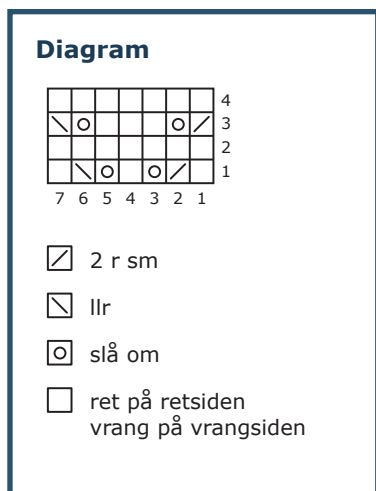 Diagram
4
3
2
1
7 6 5 4 3 2 1
2 r sm
llr
slå om
ret på retsiden
vrang på vrangsiden